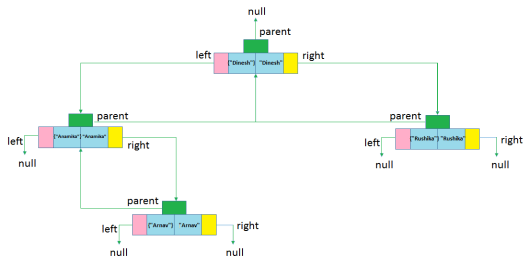 null
parent
left
right
{"Dinesh"} "Dinesh"
parent
parent
left
{"Anamika"} "Anamika"
right
left
{"Rushika"} "Rushika"
right
null
null
null
parent
left
{"Arnav"} "Arnav"
right
null
null